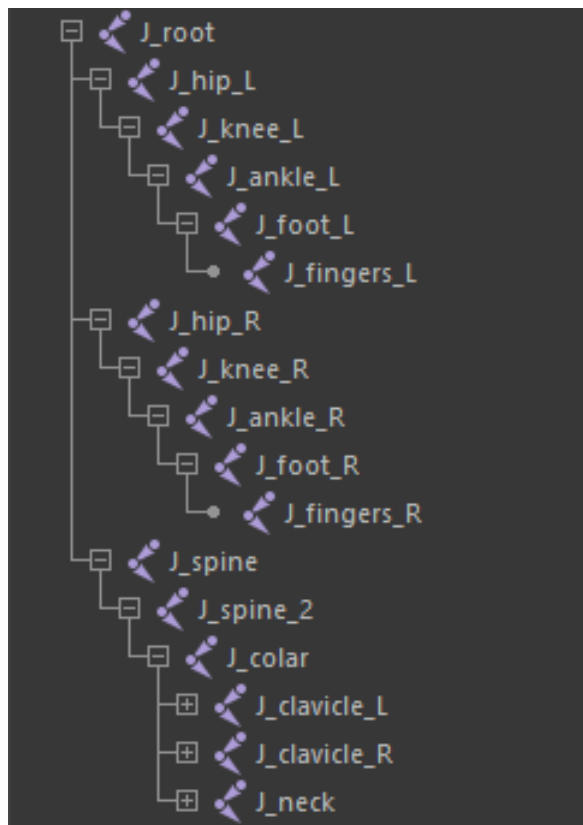 J_root
J_hip_L
J_knee_L
J_ankle_L
J_foot_L
J_fingers_L
J_hip_R
J_knee_R
J_ankle_R
J_foot_R
J_fingers_R
J_spine
J_spine_2
J_colar
J_clavicle_L
J_clavicle_R
J_neck